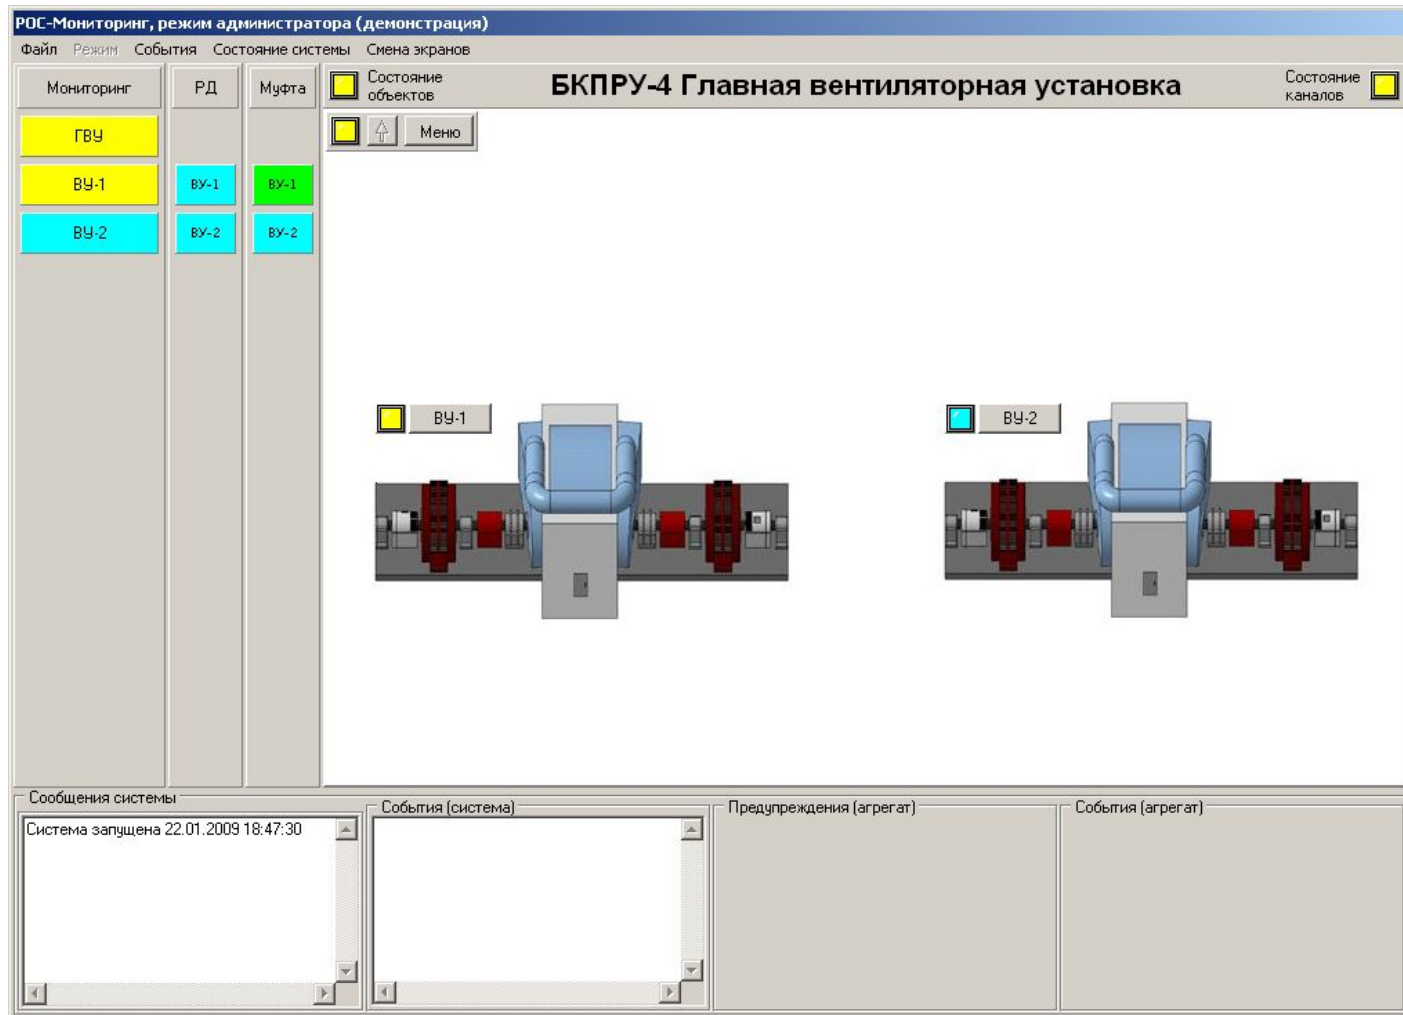 РОС-Мониторинг, режим администратора (демонстрация)
Файл Режим События Состояние системы Смена экранов
Мониторинг РД Муфта Состояние объектов БКПРУ-4 Главная вентиляторная установка Состояние каналов
ГВУ Меню
ВУ-1 ВУ-1 ВУ-1
ВУ-2 ВУ-2 ВУ-2
ВУ-1 ВУ-2
Сообщения системы События (система) Предупреждения (агрегат) События (агрегат)
Система запущена 22.01.2009 18:47:30